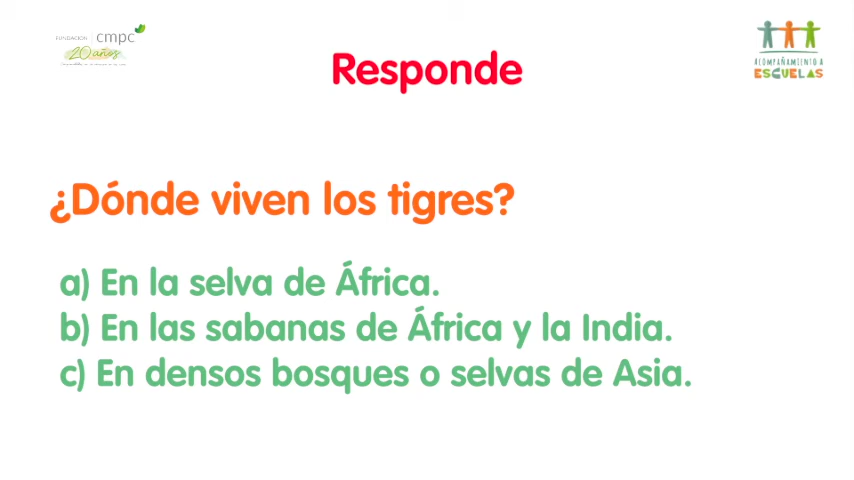 FUNDACIÓN | cmpc
20 años
ACOMPAÑAMIENTO A
ESCUELAS
Responde
¿Dónde viven los tigres?
a) En la selva de África.
b) En las sabanas de África y la India.
c) En densos bosques o selvas de Asia.